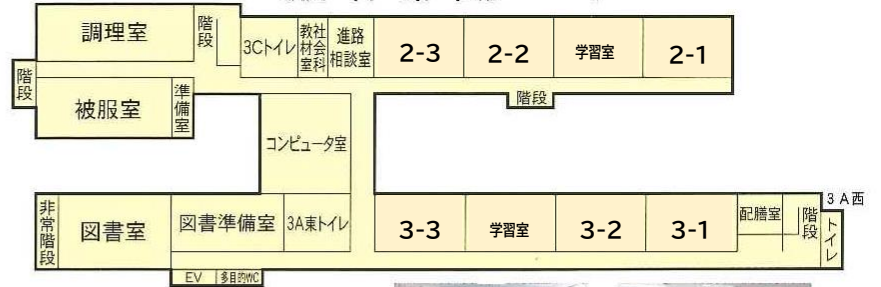 調理室
階段
3Cトイレ
教材室
社会科
進路
相談室
2-3
2-2
学習室
2-1
階段
被服室
準備室
階段
コンピュータ室
非常階段
図書室
図書準備室
3A東トイレ
3-3
学習室
3-2
3-1
配膳室
階段
3A西
トイレ
EV
多目的WC